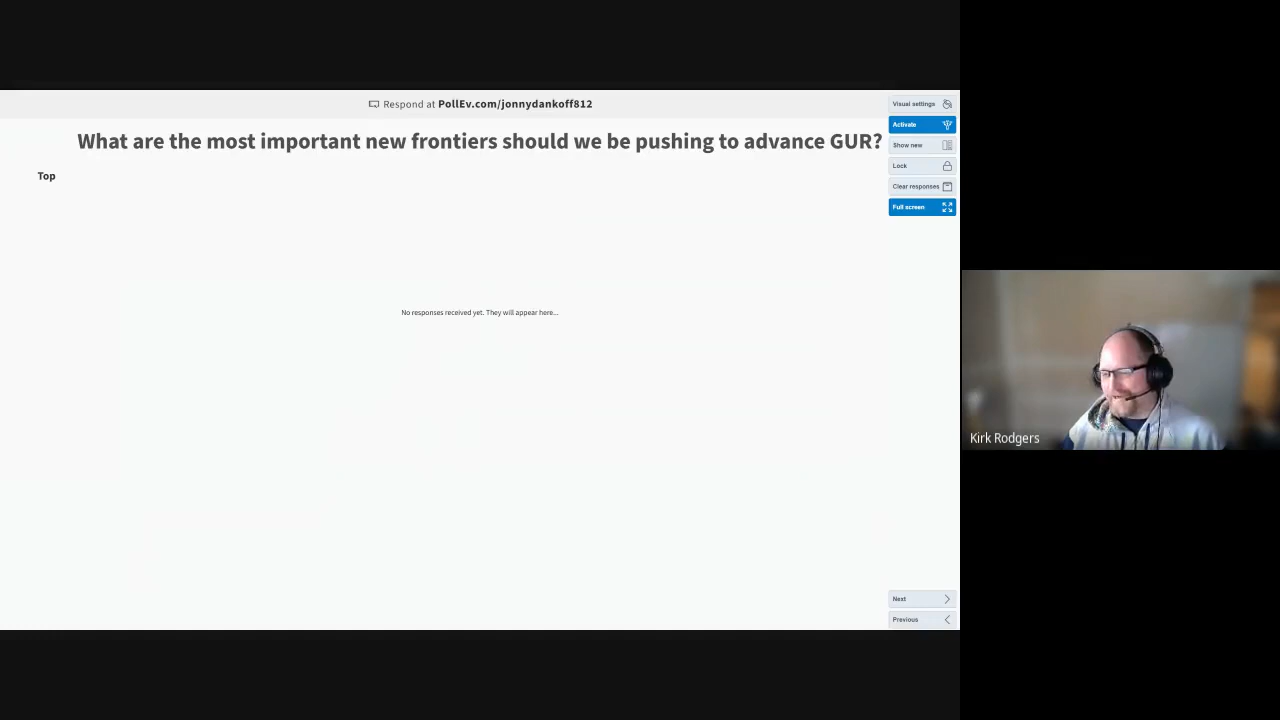 Respond at PollEv.com/jonnydankoff812
What are the most important new frontiers should we be pushing to advance GUR?
Top
No responses received yet. They will appear here...
Visual settings
Activate
Show new
Lock
Clear responses
Full screen
Next
Previous
Kirk Rodgers